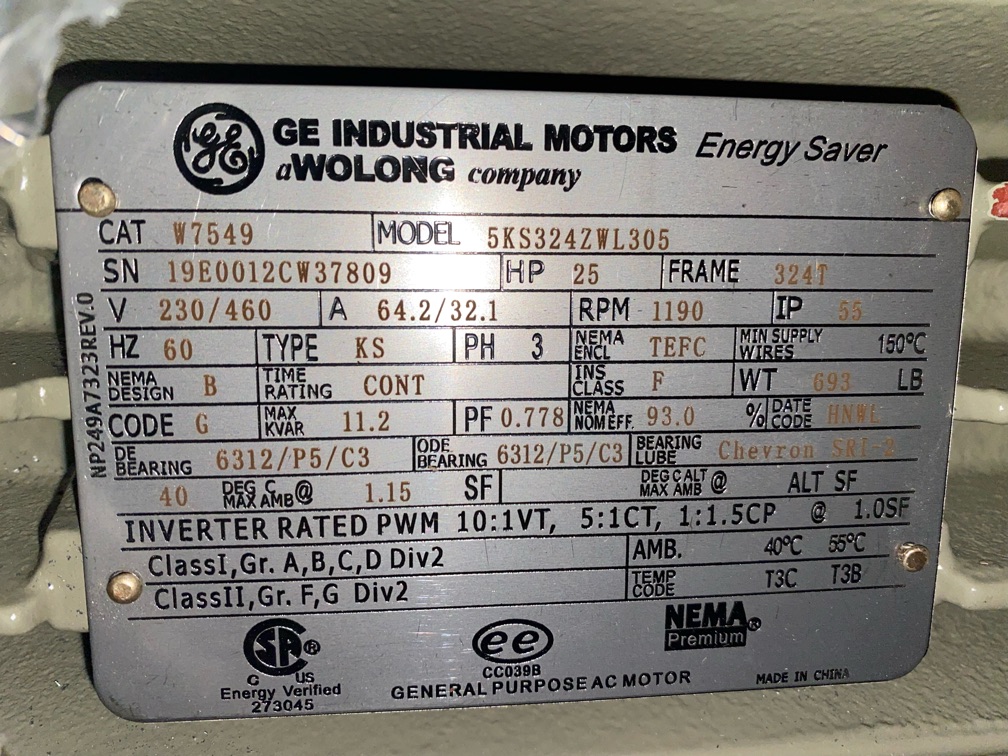 GE GE INDUSTRIAL MOTORS Energy Saver
a WOLONG company
CAT W7549 MODEL 5KS324ZWL305
SN 19E0012CW37809 HP 25 FRAME 324T
V 230/460 A 64.2/32.1 RPM 1190 IP 55
HZ 60 TYPE KS PH 3 NEMA ENCL TEFC MIN SUPPLY WIRES 150°C
NEMA DESIGN B TIME RATING CONT INS CLASS F WT 693 LB
CODE G MAX KVAR 11.2 PF 0.778 NEMA NOM EFF. 93.0 % DATE CODE HNWL
DE BEARING 6312/P5/C3 ODE BEARING 6312/P5/C3 BEARING LUBE Chevron SRI-2
40 DEG C MAX AMB @ 1.15 SF DEG C ALT MAX AMB @ ALT SF
INVERTER RATED PWM 10:1VT, 5:1CT, 1:1.5CP @ 1.0SF
ClassI,Gr. A,B,C,D Div2 AMB. 40°C 55°C
ClassII,Gr. F,G Div2 TEMP CODE T3C T3B
NP249A7323REV.0
SA® ee NEMA®
C US CC039B Premium
Energy Verified GENERAL PURPOSE AC MOTOR MADE IN CHINA
273045